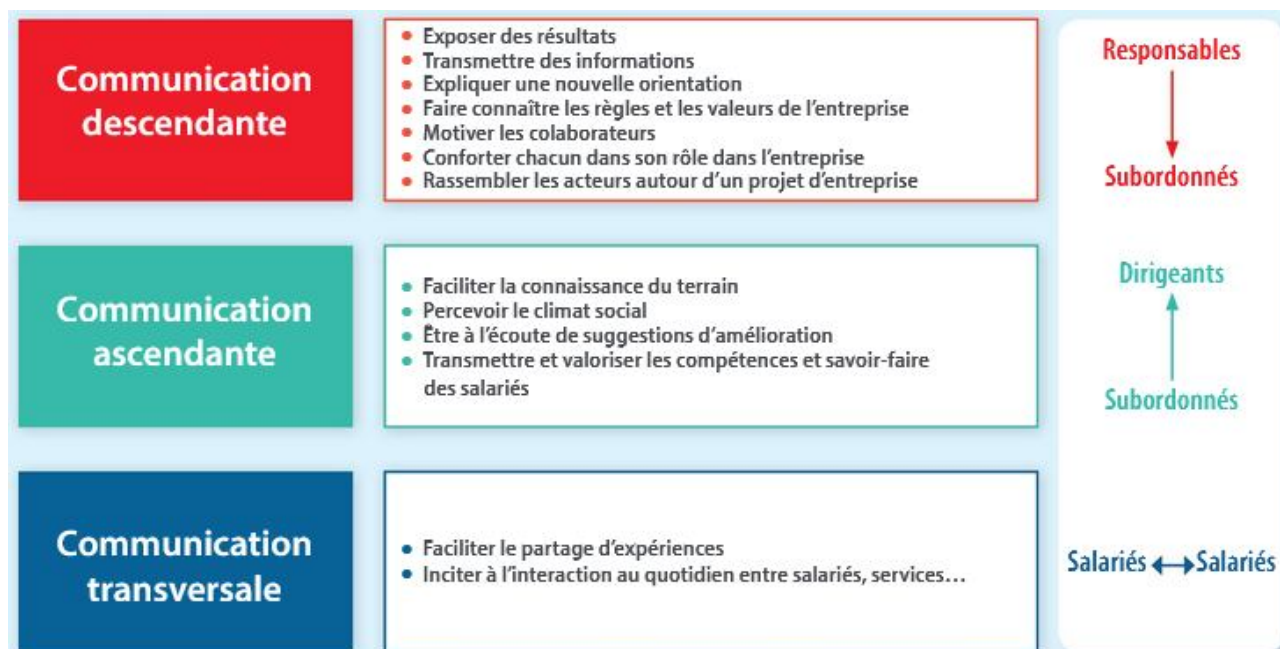 Communication
descendante
Exposer des résultats
Transmettre des informations
Expliquer une nouvelle orientation
Faire connaître les règles et les valeurs de l'entreprise
Motiver les colaborateurs
Conforter chacun dans son rôle dans l'entreprise
Rassembler les acteurs autour d'un projet d'entreprise
Responsables
Subordonnés
Communication
ascendante
Faciliter la connaissance du terrain
Percevoir le climat social
Être à l'écoute de suggestions d'amélioration
Transmettre et valoriser les compétences et savoir-faire
des salariés
Dirigeants
Subordonnés
Communication
transversale
Faciliter le partage d'expériences
Inciter à l'interaction au quotidien entre salariés, services...
Salariés Salariés